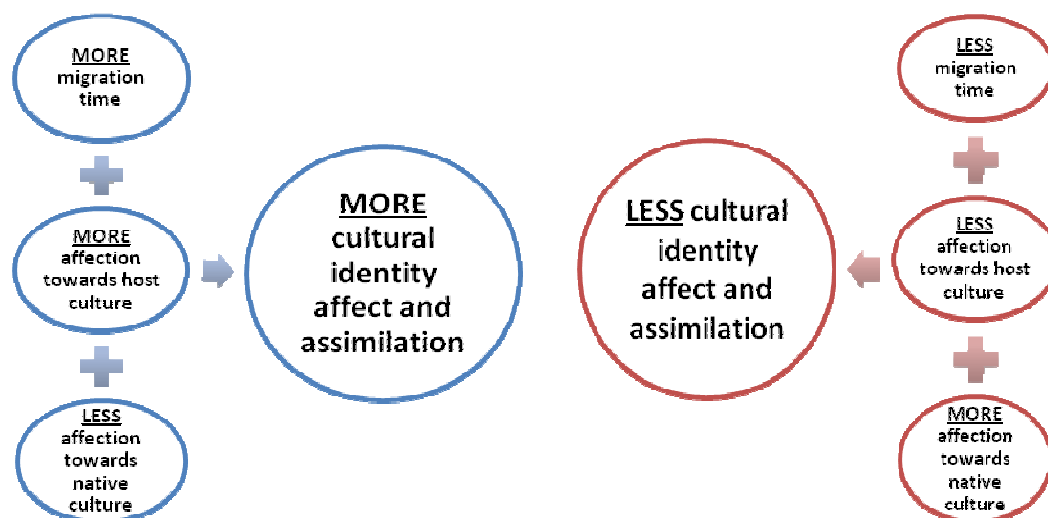 MORE
migration
time
MORE
affection
towards host
culture
LESS
affection
towards
native
culture
MORE
cultural
identity
affect and
assimilation
LESS cultural
identity
affect and
assimilation
LESS
migration
time
LESS
affection
towards host
culture
MORE
affection
towards
native
culture